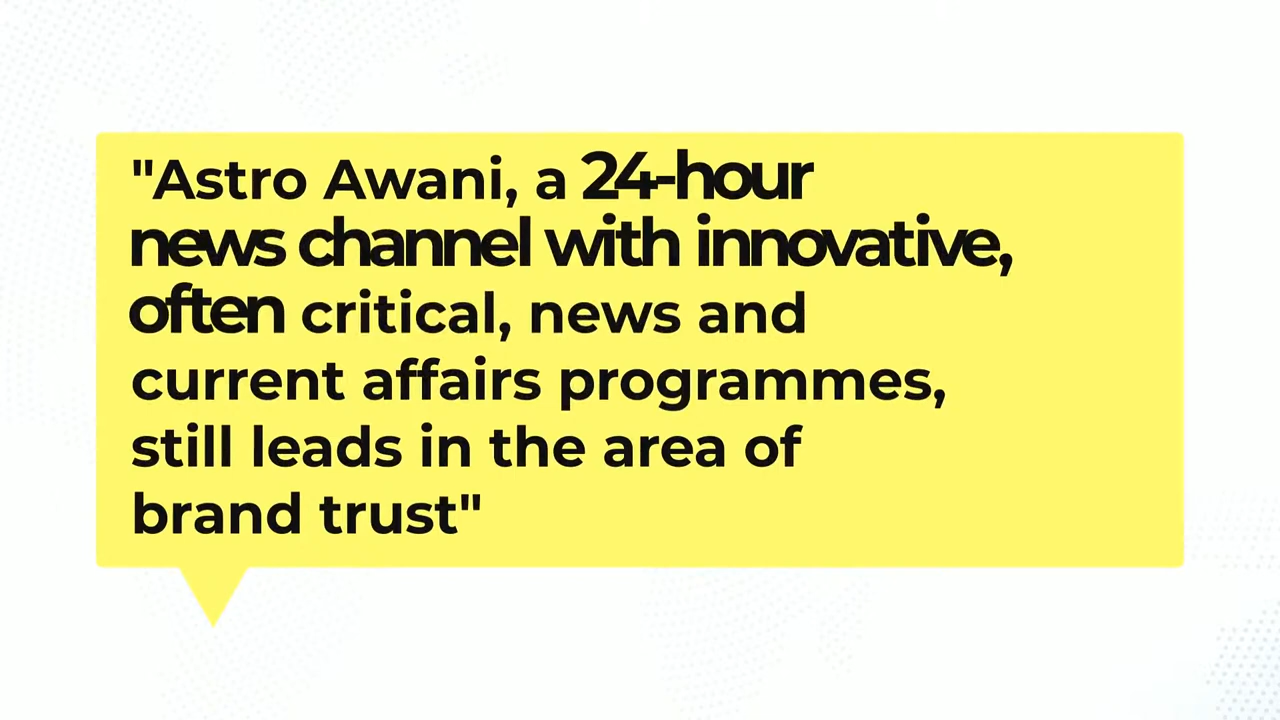 "Astro Awani, a 24-hour
news channel with innovative,
often critical, news and
current affairs programmes,
still leads in the area of
brand trust"